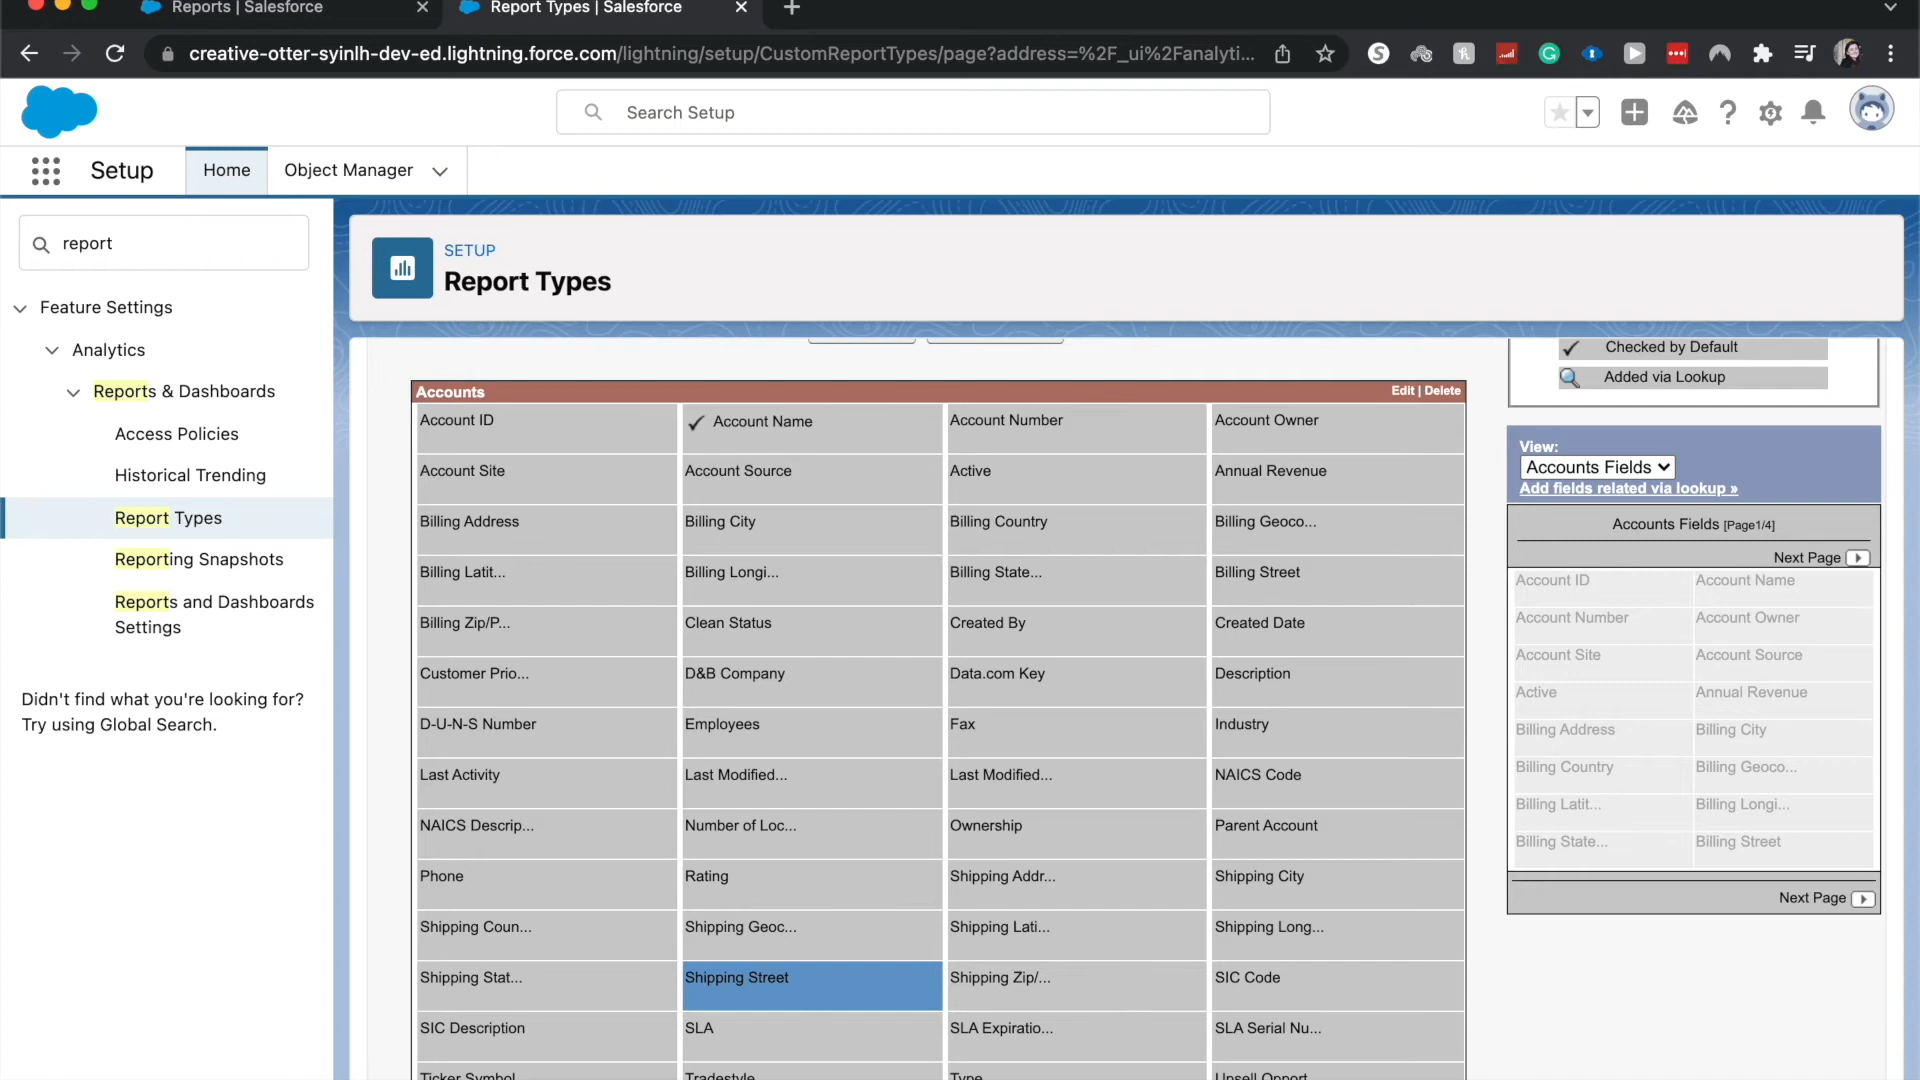 Reports | Salesforce
Report Types | Salesforce
creative-otter-syinlh-dev-ed.lightning.force.com/lightning/setup/CustomReportTypes/page?address=%2F_ui%2Fanalyti...
Search Setup
Setup
Home
Object Manager
report
Feature Settings
Analytics
Reports & Dashboards
Access Policies
Historical Trending
Report Types
Reporting Snapshots
Reports and Dashboards
Settings
Didn't find what you're looking for?
Try using Global Search.
SETUP
Report Types
Accounts Edit | Delete
Account ID Account Name Account Number Account Owner
Account Site Account Source Active Annual Revenue
Billing Address Billing City Billing Country Billing Geoco...
Billing Latit... Billing Longi... Billing State... Billing Street
Billing Zip/P... Clean Status Created By Created Date
Customer Prio... D&B Company Data.com Key Description
D-U-N-S Number Employees Fax Industry
Last Activity Last Modified... Last Modified... NAICS Code
NAICS Descrip... Number of Loc... Ownership Parent Account
Phone Rating Shipping Addr... Shipping City
Shipping Coun... Shipping Geoc... Shipping Lati... Shipping Long...
Shipping Stat... Shipping Street Shipping Zip/... SIC Code
SIC Description SLA SLA Expiratio... SLA Serial Nu...
Ticker Symbol Tradestyle Type Upsell Opport...
Checked by Default
Added via Lookup
View:
Accounts Fields
Add fields related via lookup »
Accounts Fields [Page1/4]
Next Page
Account ID Account Name
Account Number Account Owner
Account Site Account Source
Active Annual Revenue
Billing Address Billing City
Billing Country Billing Geoco...
Billing Latit... Billing Longi...
Billing State... Billing Street
Next Page